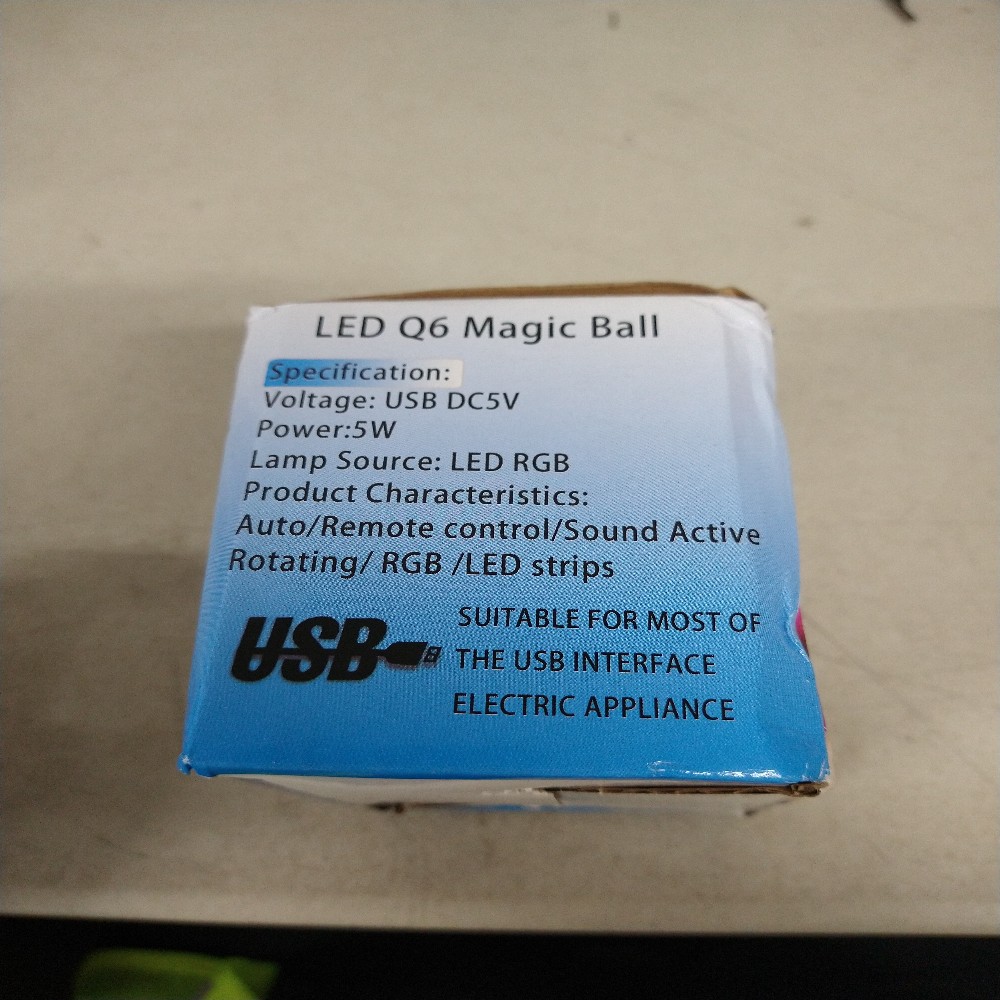 LED Q6 Magic Ball
Specification:
Voltage: USB DC5V
Power:5W
Lamp Source: LED RGB
Product Characteristics:
Auto/Remote control/Sound Active
Rotating/ RGB /LED strips
USB
SUITABLE FOR MOST OF
THE USB INTERFACE
ELECTRIC APPLIANCE